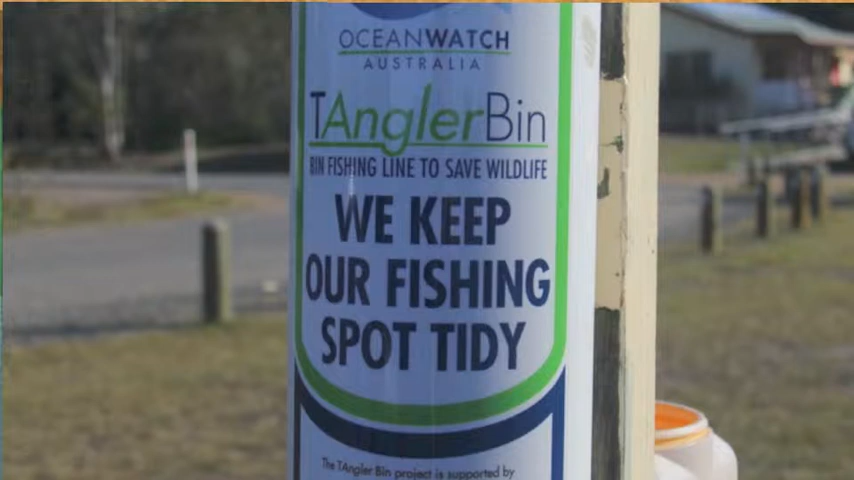 OCEANWATCH
AUSTRALIA
TAnglerBin
BIN FISHING LINE TO SAVE WILDLIFE
WE KEEP
OUR FISHING
SPOT TIDY
The TAngler Bin project is supported by